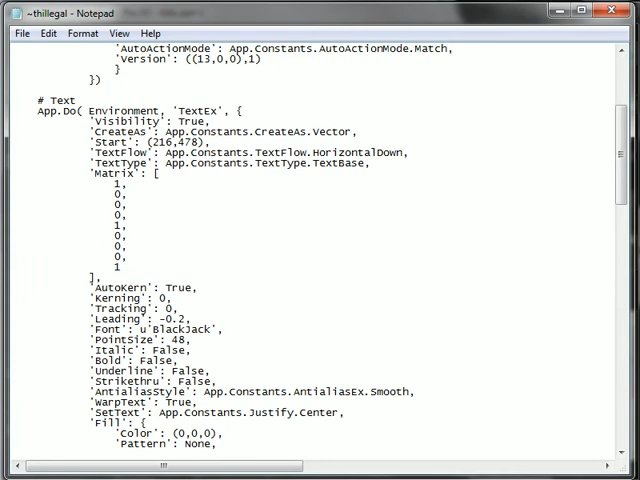 ~thillegal - Notepad
File Edit Format View Help
'AutoActionMode': App.Constants.AutoActionMode.Match,
'Version': ((13,0,0),1)
}
})
# Text
App.Do( Environment, 'TextEx', {
'Visibility': True,
'CreateAs': App.Constants.CreateAs.Vector,
'Start': (216,478),
'TextFlow': App.Constants.TextFlow.HorizontalDown,
'TextType': App.Constants.TextType.TextBase,
'Matrix': [
1,
0,
0,
0,
1,
0,
0,
0,
1
],
'AutoKern': True,
'Kerning': 0,
'Tracking': 0,
'Leading': -0.2,
'Font': u'BlackJack',
'PointSize': 48,
'Italic': False,
'Bold': False,
'Underline': False,
'Strikethru': False,
'AntialiasStyle': App.Constants.AntialiasEx.Smooth,
'WarpText': True,
'SetText': App.Constants.Justify.Center,
'Fill': {
'Color': (0,0,0),
'Pattern': None,